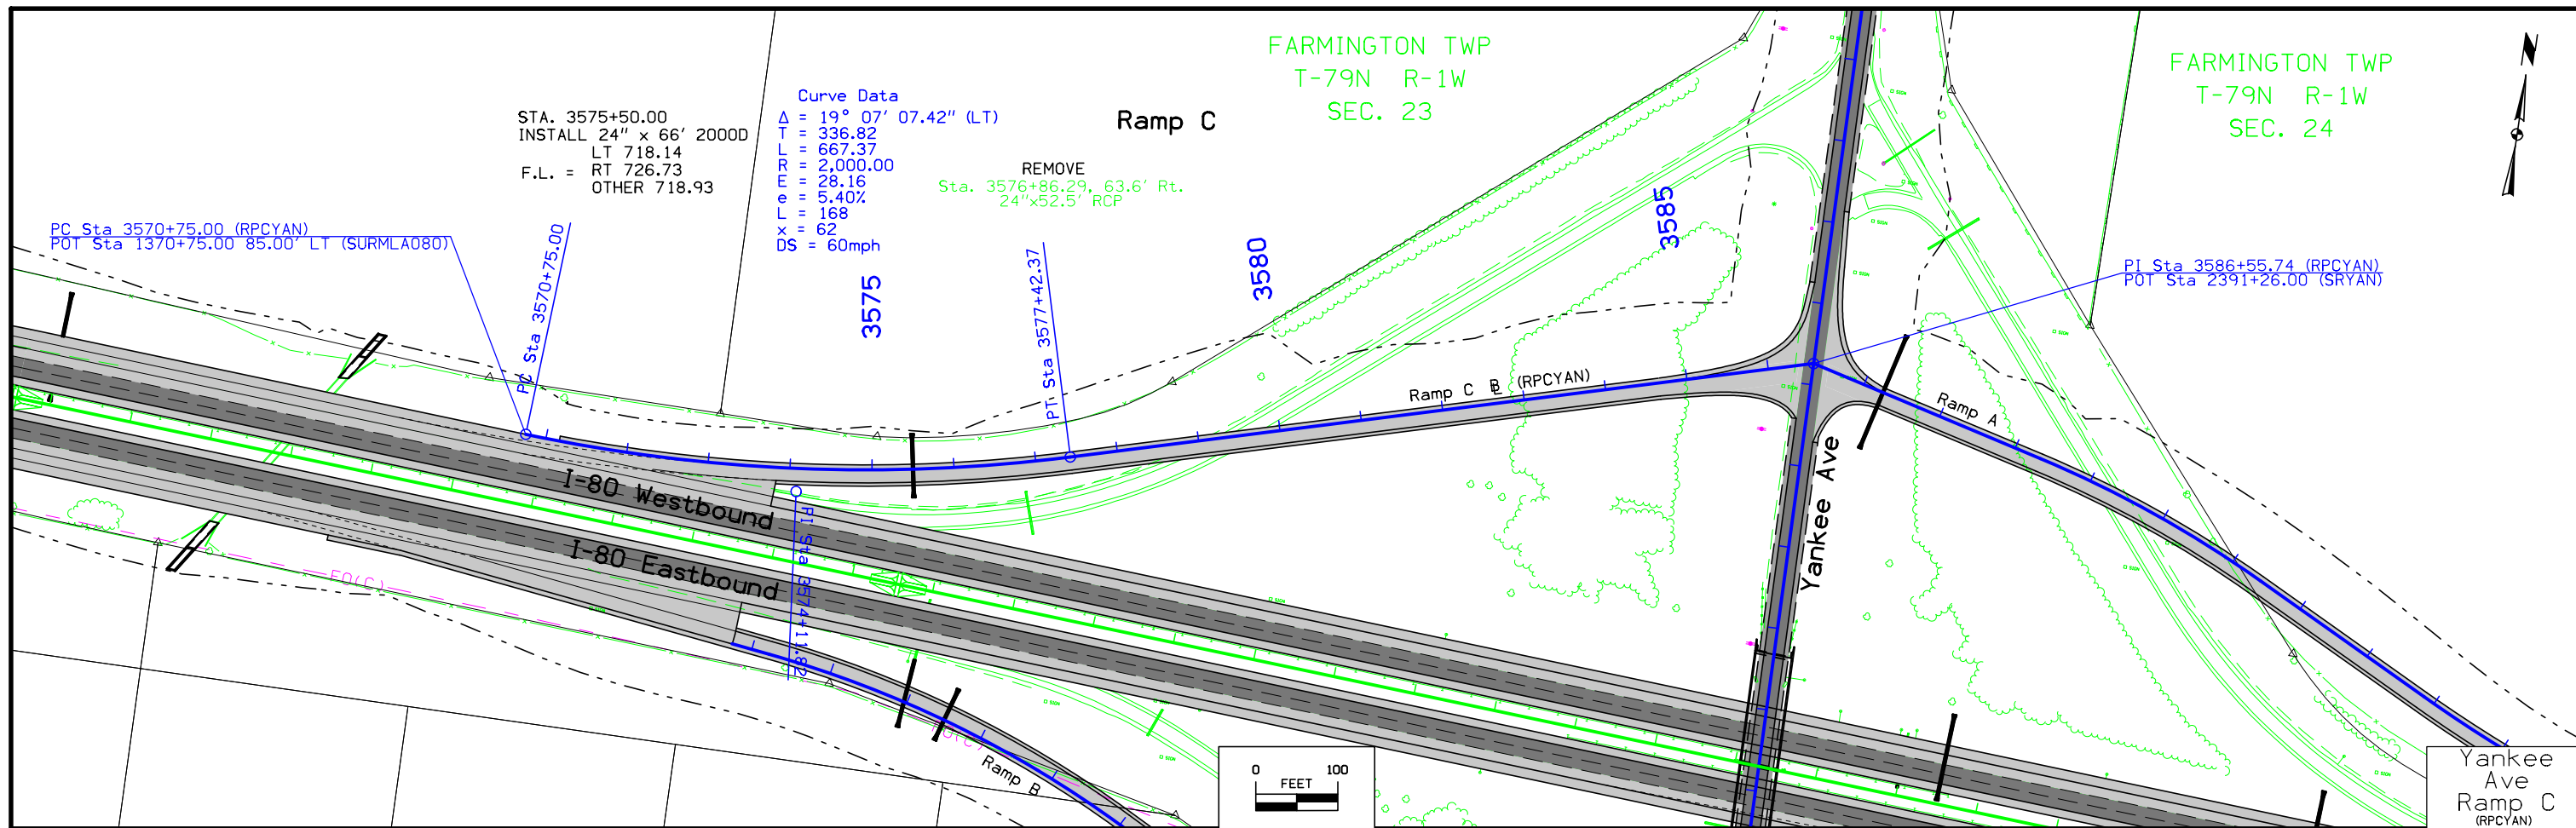 FARMINGTON TWP
T-79N R-1W
SEC. 23
FARMINGTON TWP
T-79N R-1W
SEC. 24
N
STA. 3575+50.00
INSTALL 24" x 66' 2000D
LT 718.14
F.L. = RT 726.73
OTHER 718.93
Curve Data
Δ = 19° 07' 07.42" (LT)
T = 336.82
L = 667.37
R = 2,000.00
E = 28.16
e = 5.40%
L = 168
x = 62
DS = 60mph
Ramp C
REMOVE
Sta. 3576+86.29, 63.6' Rt.
24"x52.5' RCP
PC Sta 3570+75.00 (RPCYAN)
POT Sta 1370+75.00 85.00' LT (SURMLA080)
PC Sta 3570+75.00
3575
PT Sta 3577+42.37
3580
3585
PI Sta 3586+55.74 (RPCYAN)
POT Sta 2391+26.00 (SRYAN)
Ramp C ⅊ (RPCYAN)
Ramp A
Yankee Ave
I-80 Westbound
I-80 Eastbound
PI Sta 3574+11.82
FO(C)
FO(C)
Ramp B
0 100
FEET
Yankee
Ave
Ramp C
(RPCYAN)